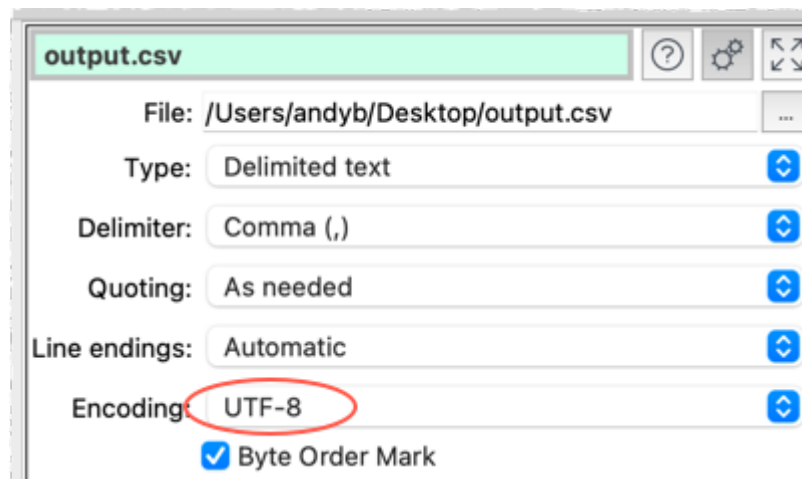 output.csv
File: /Users/andyb/Desktop/output.csv ...
Type: Delimited text
Delimiter: Comma (,)
Quoting: As needed
Line endings: Automatic
Encoding: UTF-8
Byte Order Mark